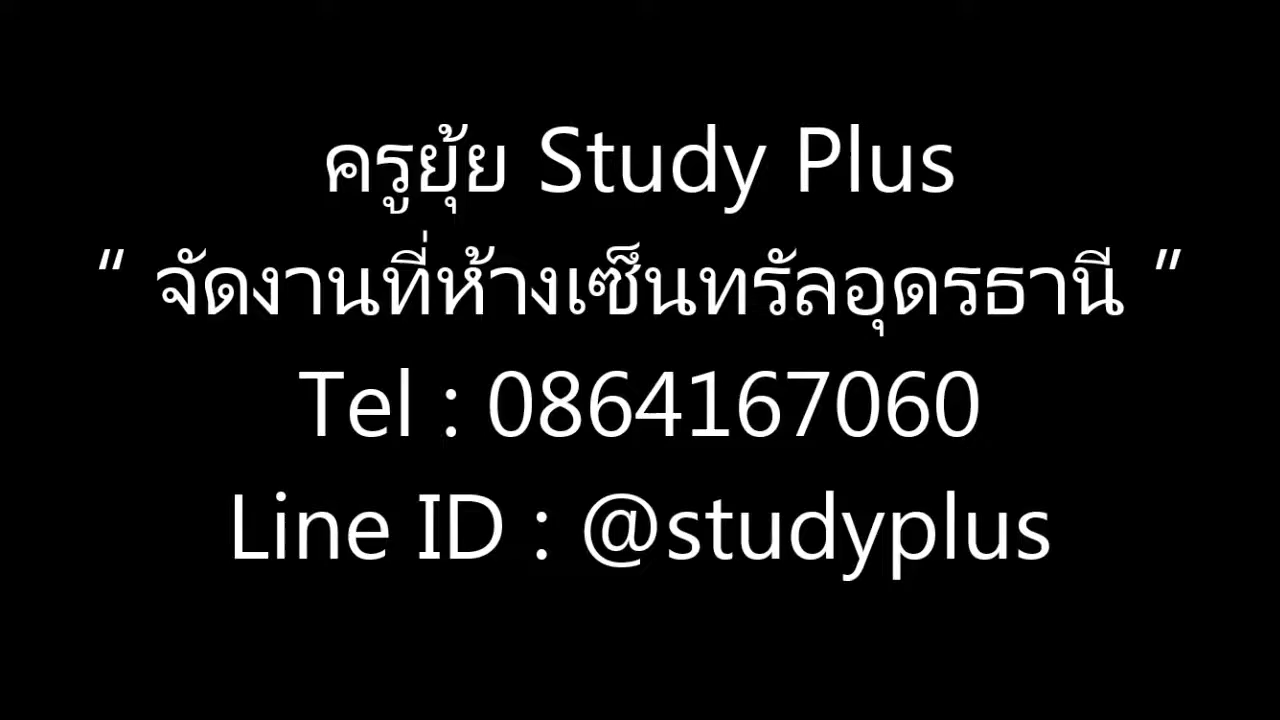 ครูยุ้ย Study Plus
“ จัดงานที่ห้างเซ็นทรัลอุดรธานี ”
Tel : 0864167060
Line ID : @studyplus